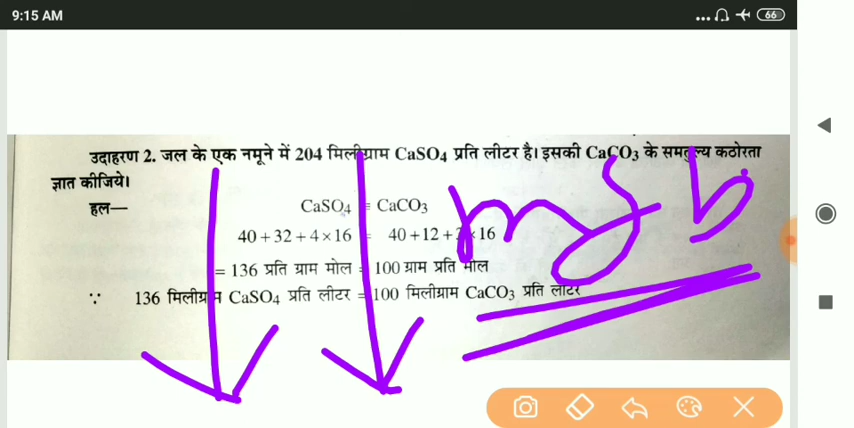 9:15 AM
66
उदाहरण 2. जल के एक नमूने में 204 मिलीग्राम CaSO4 प्रति लीटर है। इसकी CaCO3 के समतुल्य कठोरता
ज्ञात कीजिये।
हल—
CaSO4 = CaCO3
40 + 32 + 4 × 16 = 40 + 12 + 3 × 16
= 136 प्रति ग्राम मोल = 100 ग्राम प्रति मोल
∵ 136 मिलीग्राम CaSO4 प्रति लीटर = 100 मिलीग्राम CaCO3 प्रति लीटर